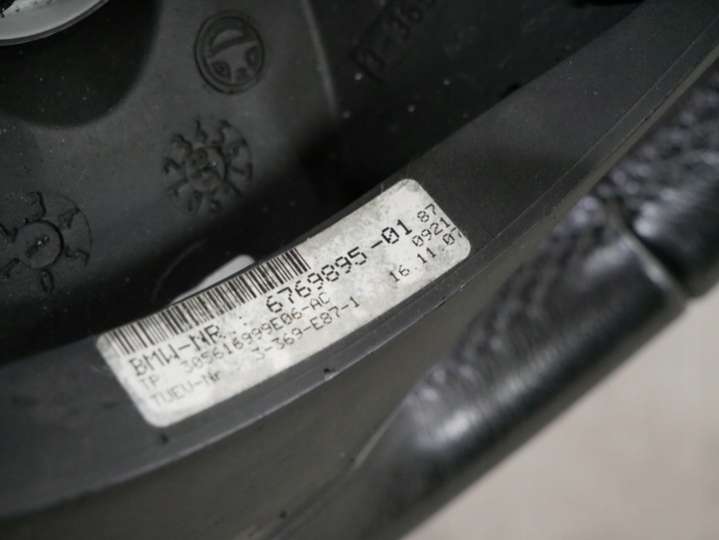 BMW-NR. 6769895-01 87
TP 305616999E06-AC 0921
TUEV-Nr. 3-369-E87-1 16.11.07